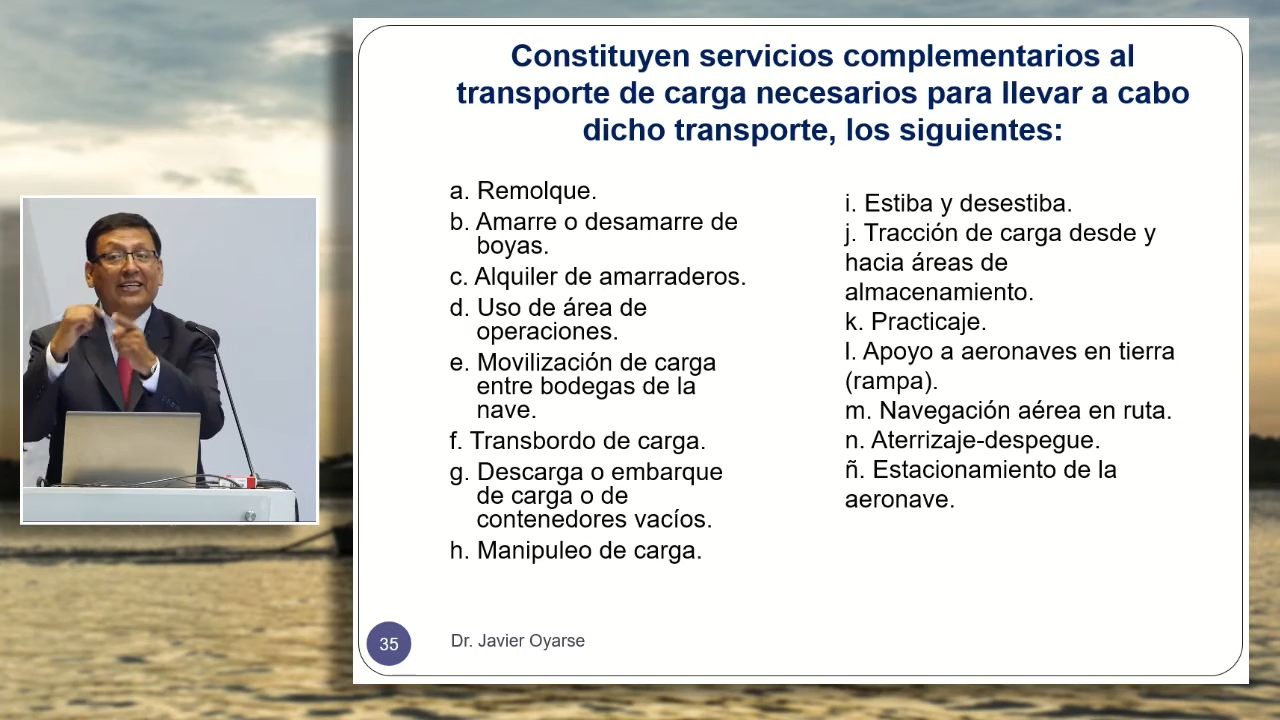 Constituyen servicios complementarios al
transporte de carga necesarios para llevar a cabo
dicho transporte, los siguientes:
a. Remolque.
b. Amarre o desamarre de
boyas.
c. Alquiler de amarraderos.
d. Uso de área de
operaciones.
e. Movilización de carga
entre bodegas de la
nave.
f. Transbordo de carga.
g. Descarga o embarque
de carga o de
contenedores vacíos.
h. Manipuleo de carga.
i. Estiba y desestiba.
j. Tracción de carga desde y
hacia áreas de
almacenamiento.
k. Practicaje.
l. Apoyo a aeronaves en tierra
(rampa).
m. Navegación aérea en ruta.
n. Aterrizaje-despegue.
ñ. Estacionamiento de la
aeronave.
35
Dr. Javier Oyarse